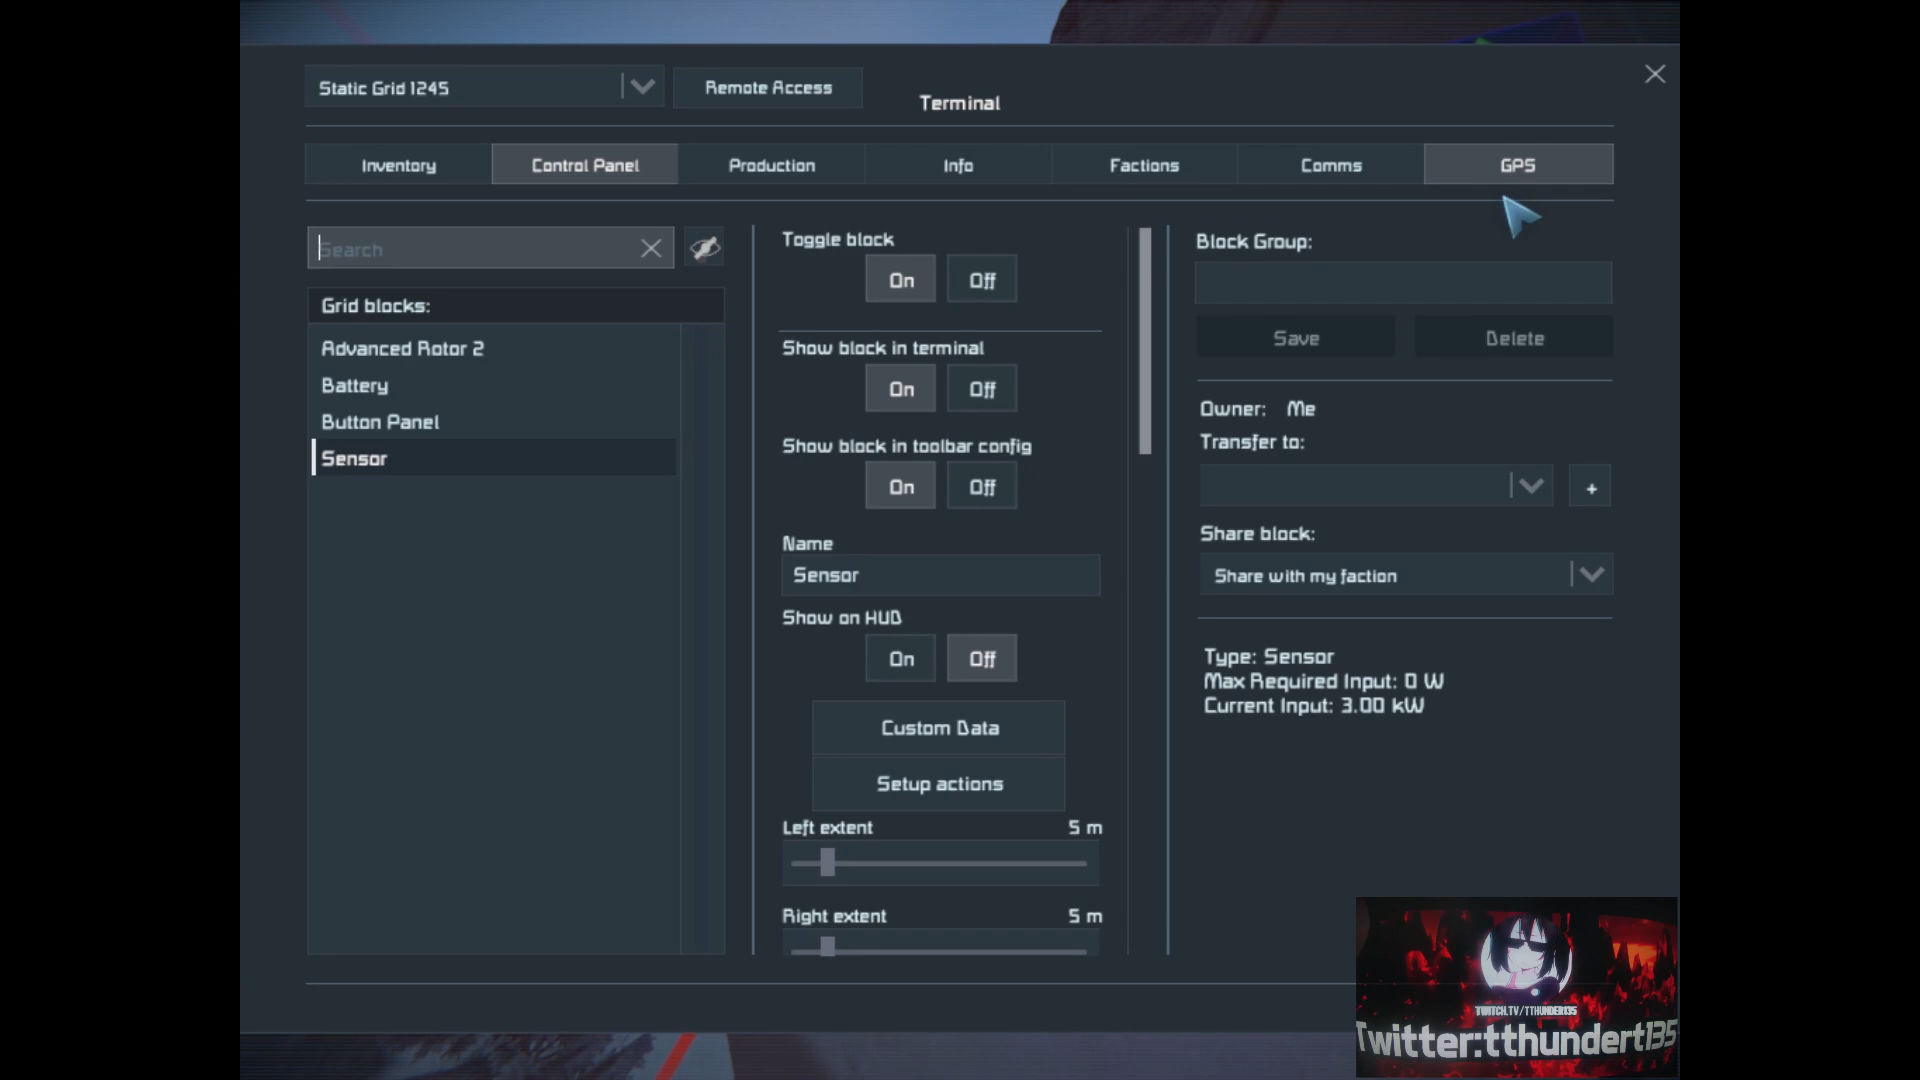 Static Grid 1245
Remote Access
Terminal
Inventory
Control Panel
Production
Info
Factions
Comms
GPS
Search
Grid blocks:
Advanced Rotor 2
Battery
Button Panel
Sensor
Toggle block
On
Off
Show block in terminal
On
Off
Show block in toolbar config
On
Off
Name
Sensor
Show on HUD
On
Off
Custom Data
Setup actions
Left extent
5 m
Right extent
5 m
Block Group:
Save
Delete
Owner: Me
Transfer to:
+
Share block:
Share with my faction
Type: Sensor
Max Required Input: 0 W
Current Input: 3.00 kW
TWITCH.TV/TTHUNDER135
Twitter:tthundert135